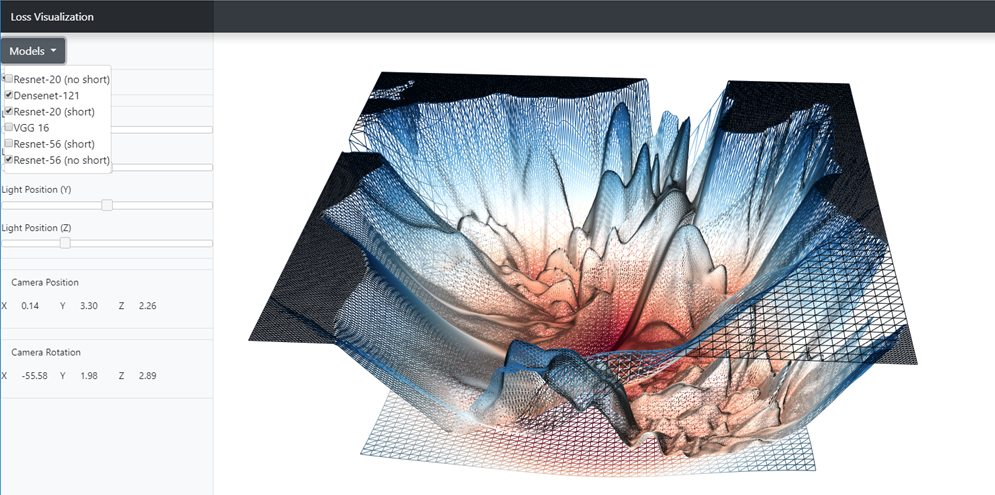 Loss Visualization
Models
Resnet-20 (no short)
Densenet-121
Resnet-20 (short)
VGG 16
Resnet-56 (short)
Resnet-56 (no short)
Light Position (Y)
Light Position (Z)
Camera Position
X 0.14 Y 3.30 Z 2.26
Camera Rotation
X -55.58 Y 1.98 Z 2.89